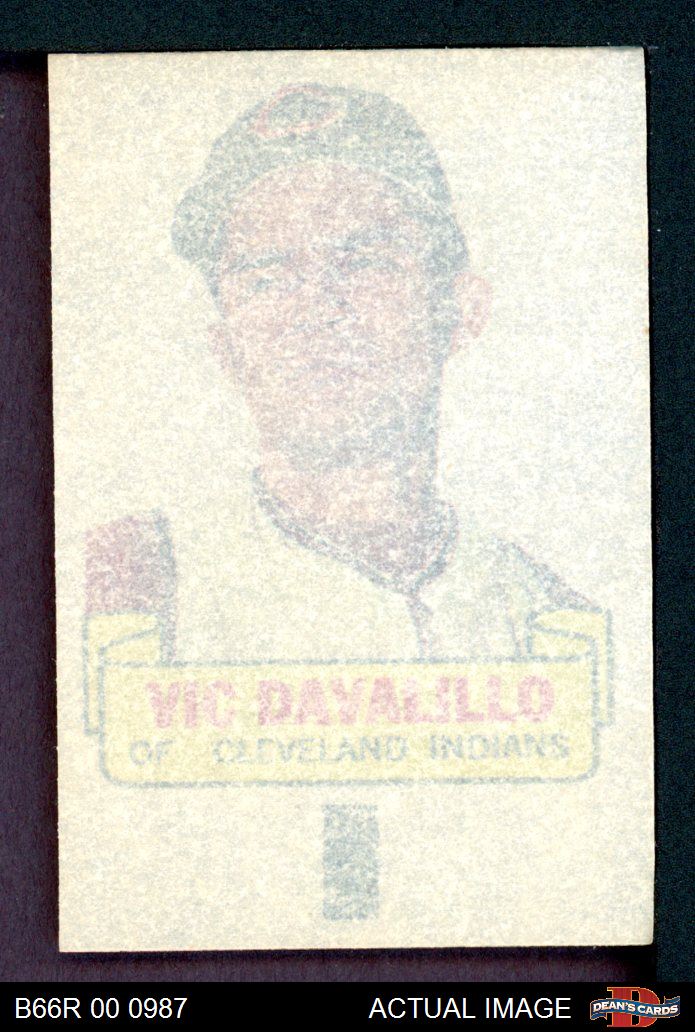 VIC DAVALILLO
OF CLEVELAND INDIANS
B66R 00 0987
ACTUAL IMAGE
DEAN'S CARDS